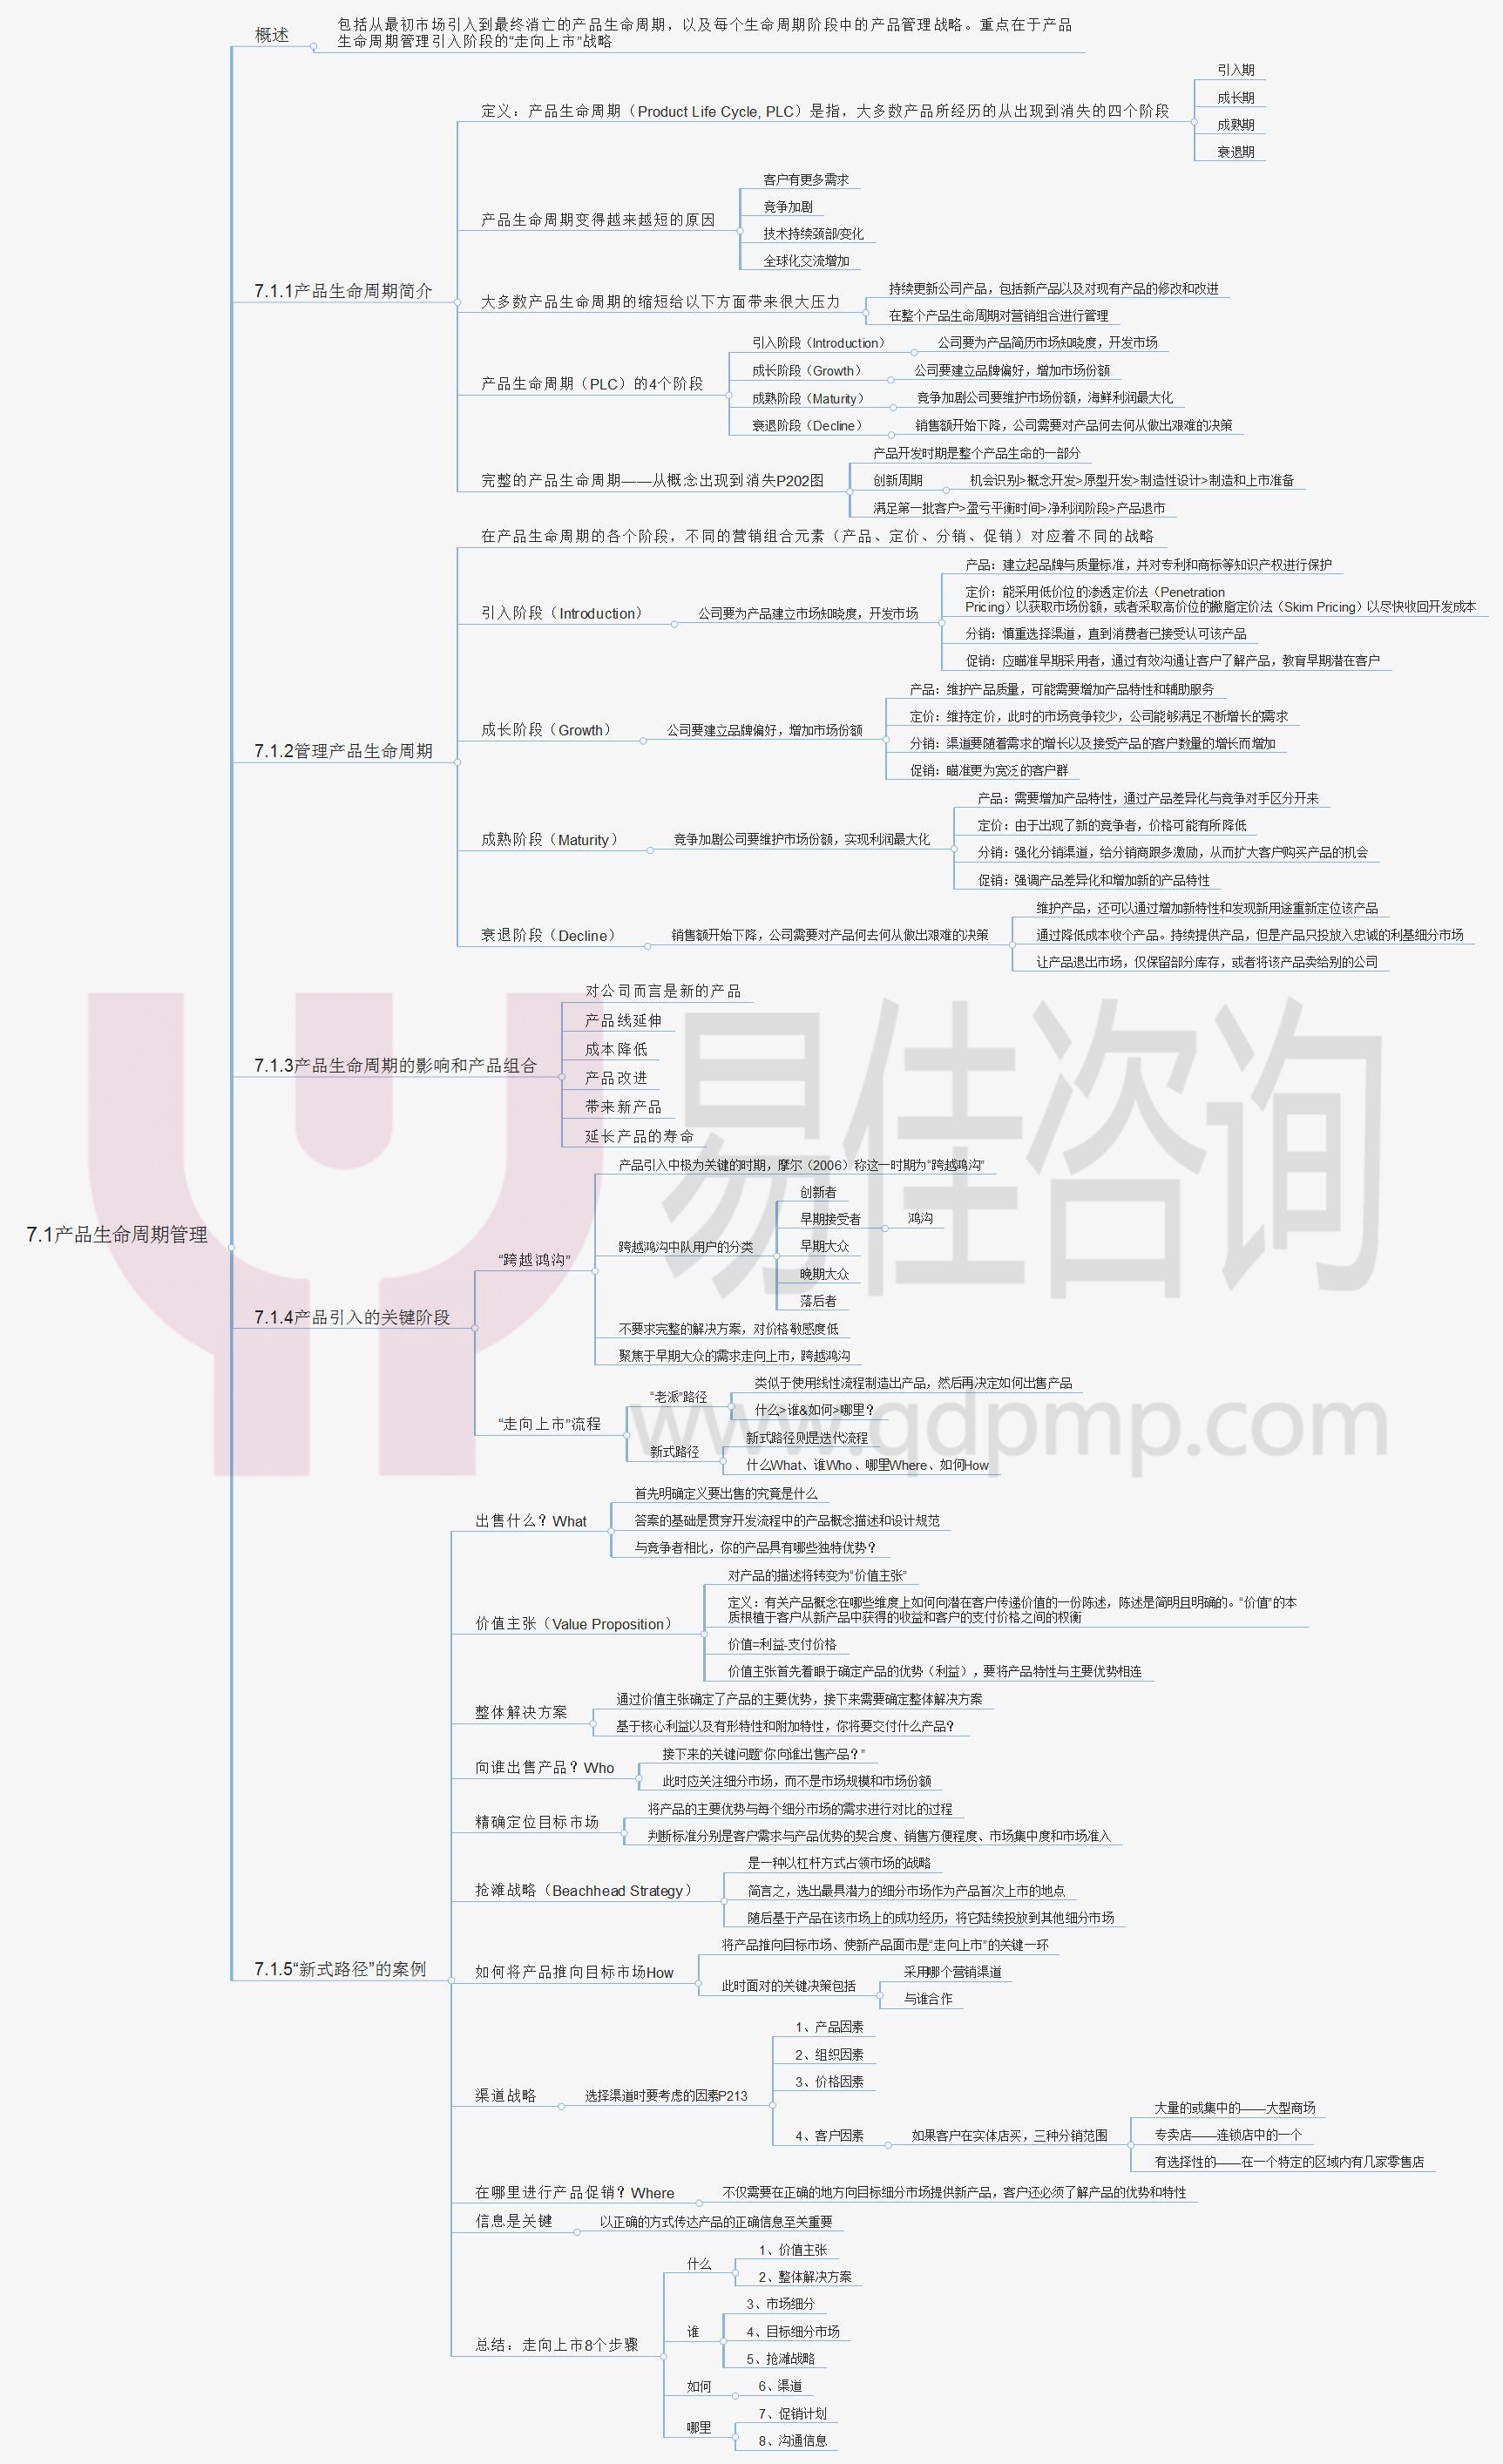 概述
包括从最初市场引入到最终消亡的产品生命周期，以及每个生命周期阶段中的产品管理战略。重点在于产品
生命周期管理引入阶段的“走向上市”战略
7.1.1产品生命周期简介
定义：产品生命周期（Product Life Cycle, PLC）是指，大多数产品所经历的从出现到消失的四个阶段
引入期
成长期
成熟期
衰退期
产品生命周期变得越来越短的原因
客户有更多需求
竞争加剧
技术持续颈部/变化
全球化交流增加
大多数产品生命周期的缩短给以下方面带来很大压力
持续更新公司产品，包括新产品以及对现有产品的修改和改进
在整个产品生命周期对营销组合进行管理
产品生命周期（PLC）的4个阶段
引入阶段（Introduction）
公司要为产品简历市场知晓度，开发市场
成长阶段（Growth）
公司要建立品牌偏好，增加市场份额
成熟阶段（Maturity）
竞争加剧公司要维护市场份额，海鲜利润最大化
衰退阶段（Decline）
销售额开始下降，公司需要对产品何去何从做出艰难的决策
完整的产品生命周期——从概念出现到消失P202图
产品开发时期是整个产品生命的一部分
创新周期
机会识别>概念开发>原型开发>制造性设计>制造和上市准备
满足第一批客户>盈亏平衡时间>净利润阶段>产品退市
7.1.2管理产品生命周期
在产品生命周期的各个阶段，不同的营销组合元素（产品、定价、分销、促销）对应着不同的战略
引入阶段（Introduction）
公司要为产品建立市场知晓度，开发市场
产品：建立起品牌与质量标准，并对专利和商标等知识产权进行保护
定价：能采用低价位的渗透定价法（Penetration
Pricing）以获取市场份额，或者采取高价位的撇脂定价法（Skim Pricing）以尽快收回开发成本
分销：慎重选择渠道，直到消费者已接受认可该产品
促销：应瞄准早期采用者，通过有效沟通让客户了解产品，教育早期潜在客户
成长阶段（Growth）
公司要建立品牌偏好，增加市场份额
产品：维护产品质量，可能需要增加产品特性和辅助服务
定价：维持定价，此时的市场竞争较少，公司能够满足不断增长的需求
分销：渠道要随着需求的增长以及接受产品的客户数量的增长而增加
促销：瞄准更为宽泛的客户群
成熟阶段（Maturity）
竞争加剧公司要维护市场份额，实现利润最大化
产品：需要增加产品特性，通过产品差异化与竞争对手区分开来
定价：由于出现了新的竞争者，价格可能有所降低
分销：强化分销渠道，给分销商跟多激励，从而扩大客户购买产品的机会
促销：强调产品差异化和增加新的产品特性
衰退阶段（Decline）
销售额开始下降，公司需要对产品何去何从做出艰难的决策
维护产品，还可以通过增加新特性和发现新用途重新定位该产品
通过降低成本收个产品。持续提供产品，但是产品只投放入忠诚的利基细分市场
让产品退出市场，仅保留部分库存，或者将该产品卖给别的公司
7.1.3产品生命周期的影响和产品组合
对公司而言是新的产品
产品线延伸
成本降低
产品改进
带来新产品
延长产品的寿命
易佳咨询
www.qdpmp.com
7.1产品生命周期管理
7.1.4产品引入的关键阶段
“跨越鸿沟”
产品引入中极为关键的时期，摩尔（2006）称这一时期为“跨越鸿沟”
跨越鸿沟中队用户的分类
创新者
早期接受者
鸿沟
早期大众
晚期大众
落后者
不要求完整的解决方案，对价格敏感度低
聚焦于早期大众的需求走向上市，跨越鸿沟
“走向上市”流程
“老派”路径
类似于使用线性流程制造出产品，然后再决定如何出售产品
什么>谁&如何>哪里？
新式路径
新式路径则是迭代流程
什么What、谁Who、哪里Where、如何How
7.1.5“新式路径”的案例
出售什么？What
首先明确定义要出售的究竟是什么
答案的基础是贯穿开发流程中的产品概念描述和设计规范
与竞争者相比，你的产品具有哪些独特优势？
价值主张（Value Proposition）
对产品的描述将转变为“价值主张”
定义：有关产品概念在哪些维度上如何向潜在客户传递价值的一份陈述，陈述是简明且明确的。“价值”的本
质根植于客户从新产品中获得的收益和客户的支付价格之间的权衡
价值=利益-支付价格
价值主张首先着眼于确定产品的优势（利益），要将产品特性与主要优势相连
整体解决方案
通过价值主张确定了产品的主要优势，接下来需要确定整体解决方案
基于核心利益以及有形特性和附加特性，你将要交付什么产品？
向谁出售产品？Who
接下来的关键问题“你向谁出售产品？”
此时应关注细分市场，而不是市场规模和市场份额
精确定位目标市场
将产品的主要优势与每个细分市场的需求进行对比的过程
判断标准分别是客户需求与产品优势的契合度、销售方便程度、市场集中度和市场准入
抢滩战略（Beachhead Strategy）
是一种以杠杆方式占领市场的战略
简言之，选出最具潜力的细分市场作为产品首次上市的地点
随后基于产品在该市场上的成功经历，将它陆续投放到其他细分市场
如何将产品推向目标市场How
将产品推向目标市场、使新产品面市是“走向上市”的关键一环
此时面对的关键决策包括
采用哪个营销渠道
与谁合作
渠道战略
选择渠道时要考虑的因素P213
1、产品因素
2、组织因素
3、价格因素
4、客户因素
如果客户在实体店买，三种分销范围
大量的或集中的——大型商场
专卖店——连锁店中的一个
有选择性的——在一个特定的区域内有几家零售店
在哪里进行产品促销？Where
不仅需要在正确的地方向目标细分市场提供新产品，客户还必须了解产品的优势和特性
信息是关键
以正确的方式传达产品的正确信息至关重要
总结：走向上市8个步骤
什么
1、价值主张
2、整体解决方案
谁
3、市场细分
4、目标细分市场
5、抢滩战略
如何
6、渠道
哪里
7、促销计划
8、沟通信息